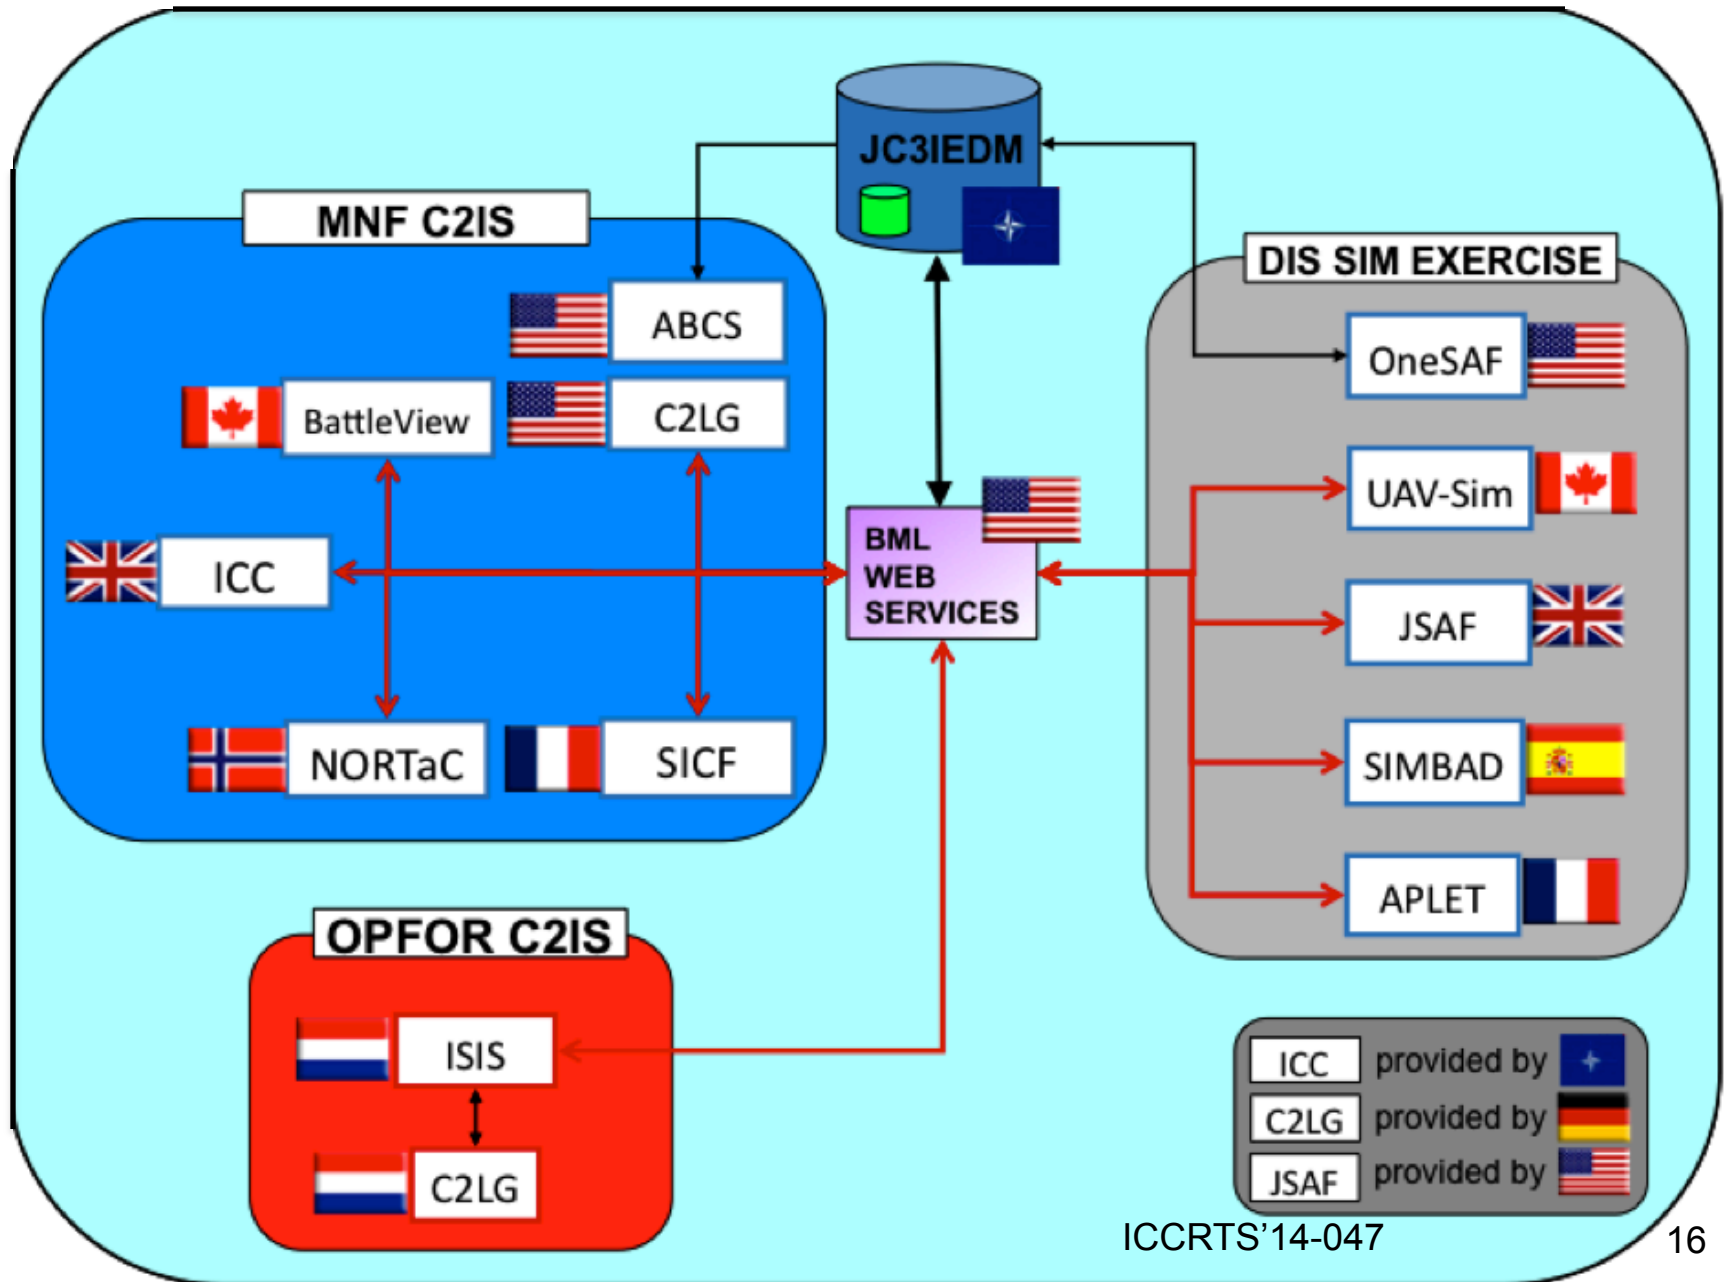 JC3IEDM
MNF C2IS
DIS SIM EXERCISE
ABCS
OneSAF
BattleView
C2LG
UAV-Sim
BML
WEB
SERVICES
ICC
JSAF
NORTaC
SICF
SIMBAD
APLET
OPFOR C2IS
ISIS
C2LG
ICC provided by
C2LG provided by
JSAF provided by
ICCRTS’14-047
16